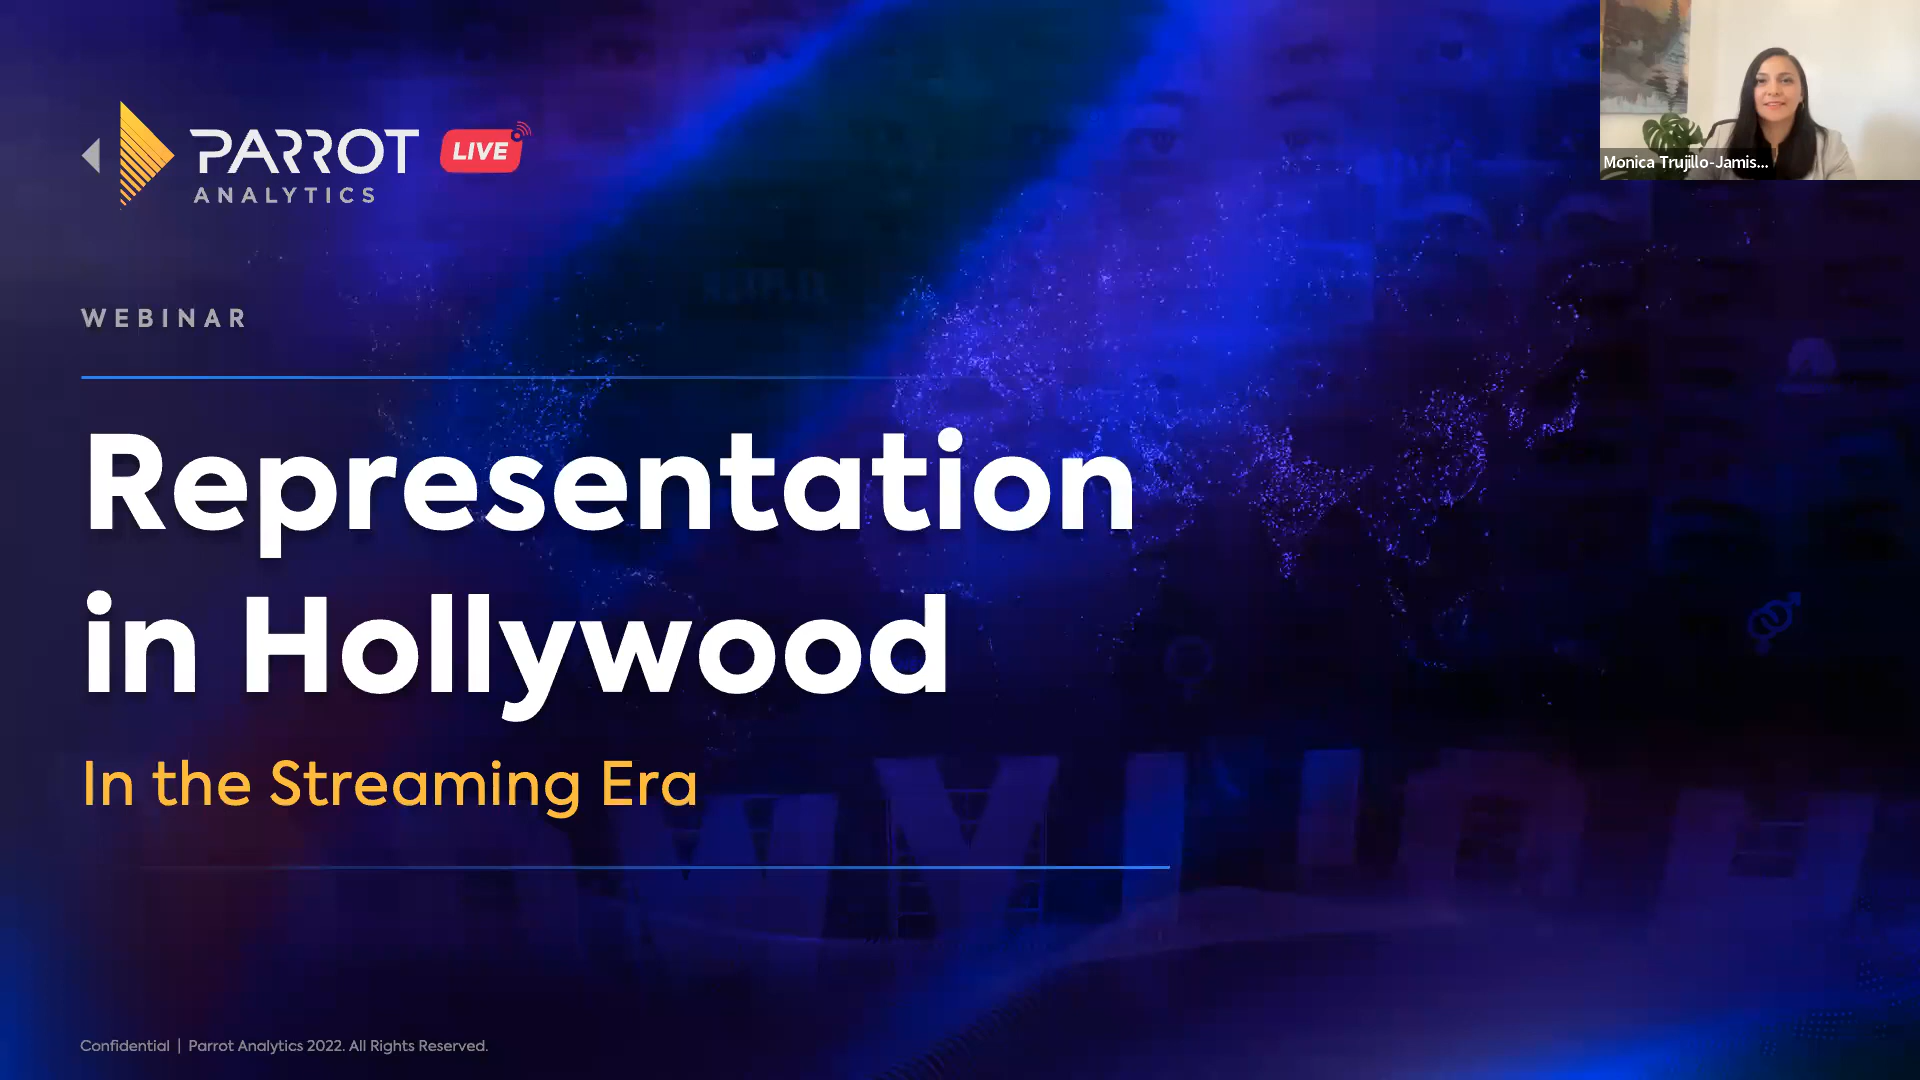 PARROT
LIVE
ANALYTICS
Monica Trujillo-Jamis...
WEBINAR
Representation
in Hollywood
In the Streaming Era
Confidential | Parrot Analytics 2022. All Rights Reserved.